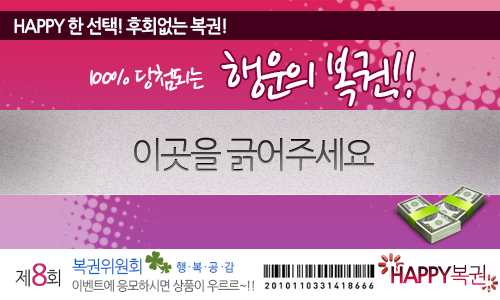 HAPPY 한 선택! 후회없는 복권!
100% 당첨되는 행운의 복권!!
이곳을 긁어주세요
제8회 복권위원회 행·복·공·감
이벤트에 응모하시면 상품이 우르르~!!
2010110331418666
HAPPY복권